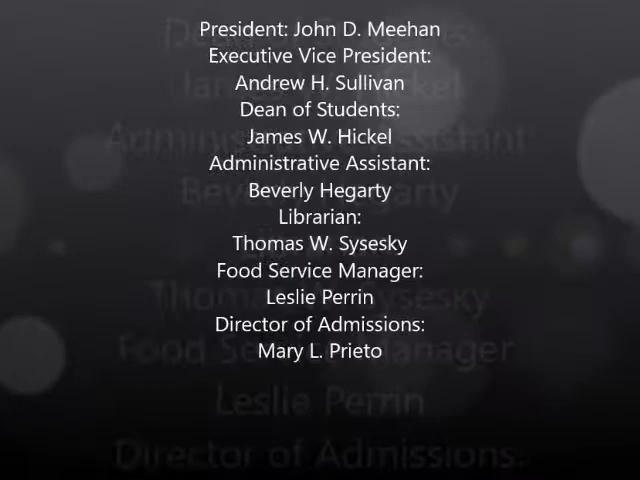 President: John D. Meehan
Executive Vice President:
Andrew H. Sullivan
Dean of Students:
James W. Hickel
Administrative Assistant:
Beverly Hegarty
Librarian:
Thomas W. Sysesky
Food Service Manager:
Leslie Perrin
Director of Admissions:
Mary L. Prieto